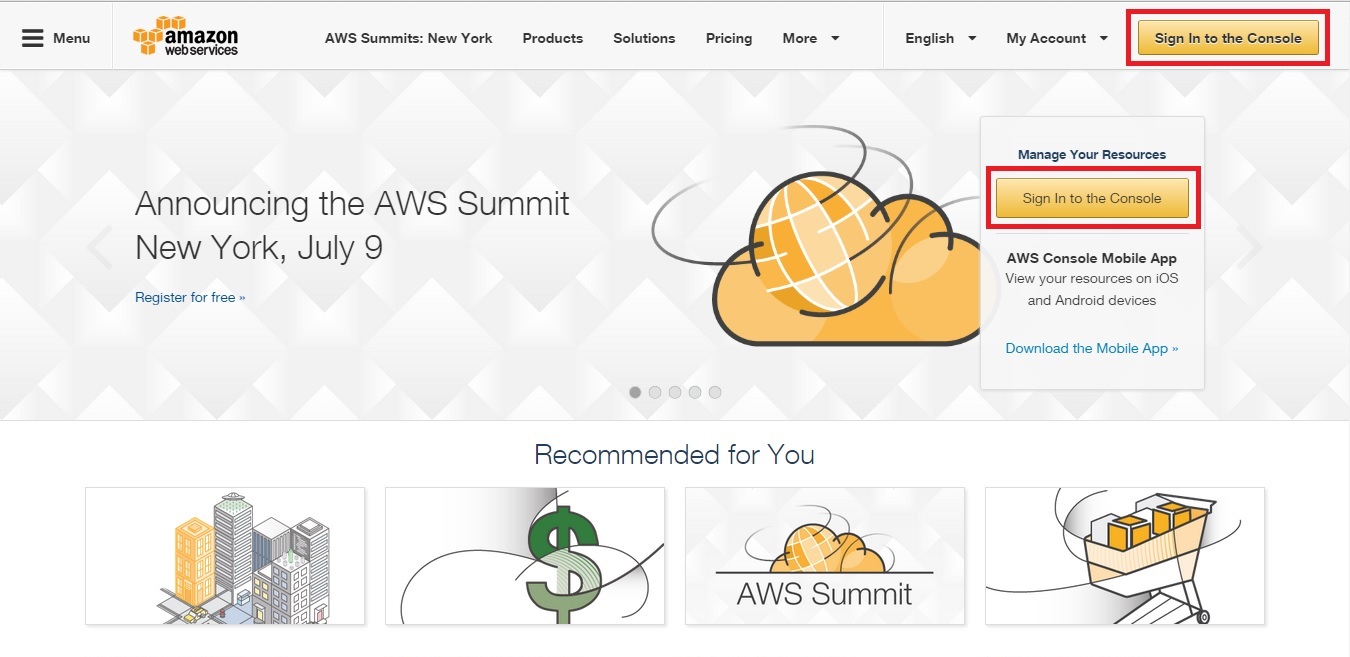 Menu
amazon
webservices
AWS Summits: New York
Products
Solutions
Pricing
More
English
My Account
Sign In to the Console
Announcing the AWS Summit
New York, July 9
Register for free »
Manage Your Resources
Sign In to the Console
AWS Console Mobile App
View your resources on iOS
and Android devices
Download the Mobile App »
Recommended for You
AWS Summit